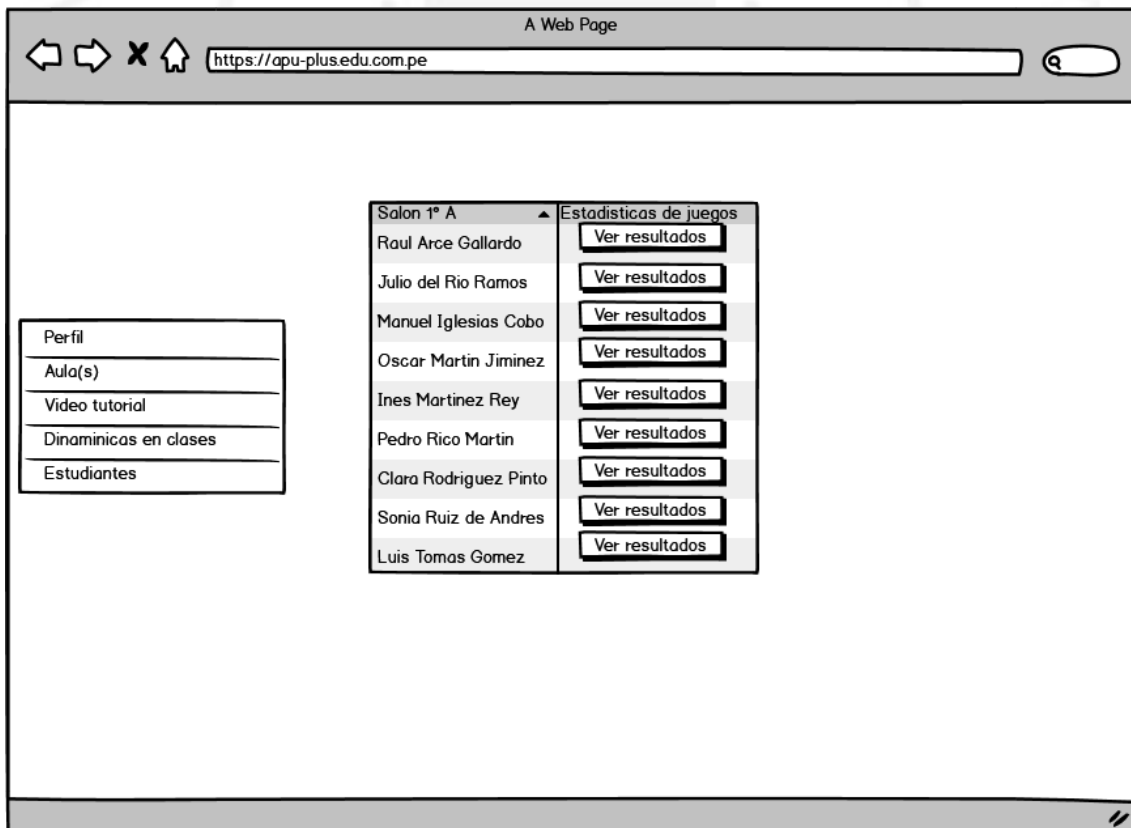 A Web Page
https://apu-plus.edu.com.pe
Perfil
Aula(s)
Video tutorial
Dinaminicas en clases
Estudiantes
Salon 1º A Estadisticas de juegos
Raul Arce Gallardo Ver resultados
Julio del Rio Ramos Ver resultados
Manuel Iglesias Cobo Ver resultados
Oscar Martin Jiminez Ver resultados
Ines Martinez Rey Ver resultados
Pedro Rico Martin Ver resultados
Clara Rodriguez Pinto Ver resultados
Sonia Ruiz de Andres Ver resultados
Luis Tomas Gomez Ver resultados